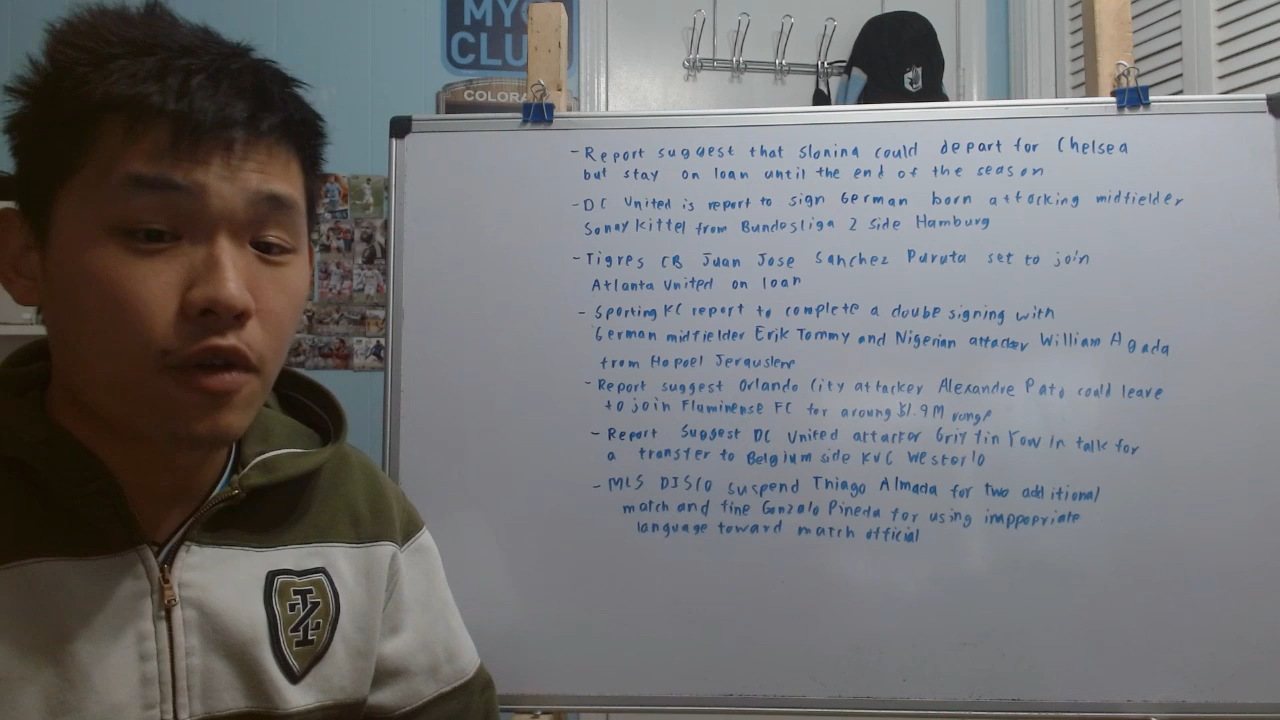 MY
CLU
COLORA
- Report suggest that slonina could depart for Chelsea
but stay on loan until the end of the season
- DC United is report to sign German born attacking midfielder
Sonny Kittel from Bundesliga 2 side Hamburg
- Tigres CB Juan Jose Sanchez Puruta set to join
Atlanta United on loan
- Sporting KC report to complete a doube signing with
German midfielder Erik Tommy and Nigerian attacker William Agada
from Hapoel Jerauslem
- Report suggest Orlando City attacker Alexandre Pato could leave
to join Fluminense FC for aroung $1.9M range
- Report Suggest DC United attacker Griffin Yow in talk for
a transfer to Belgium side KVC Westorlo
- MLS DISCO suspend Thiago Almada for two additional
match and fine Gonzalo Pineda for using inappopriate
language toward match official